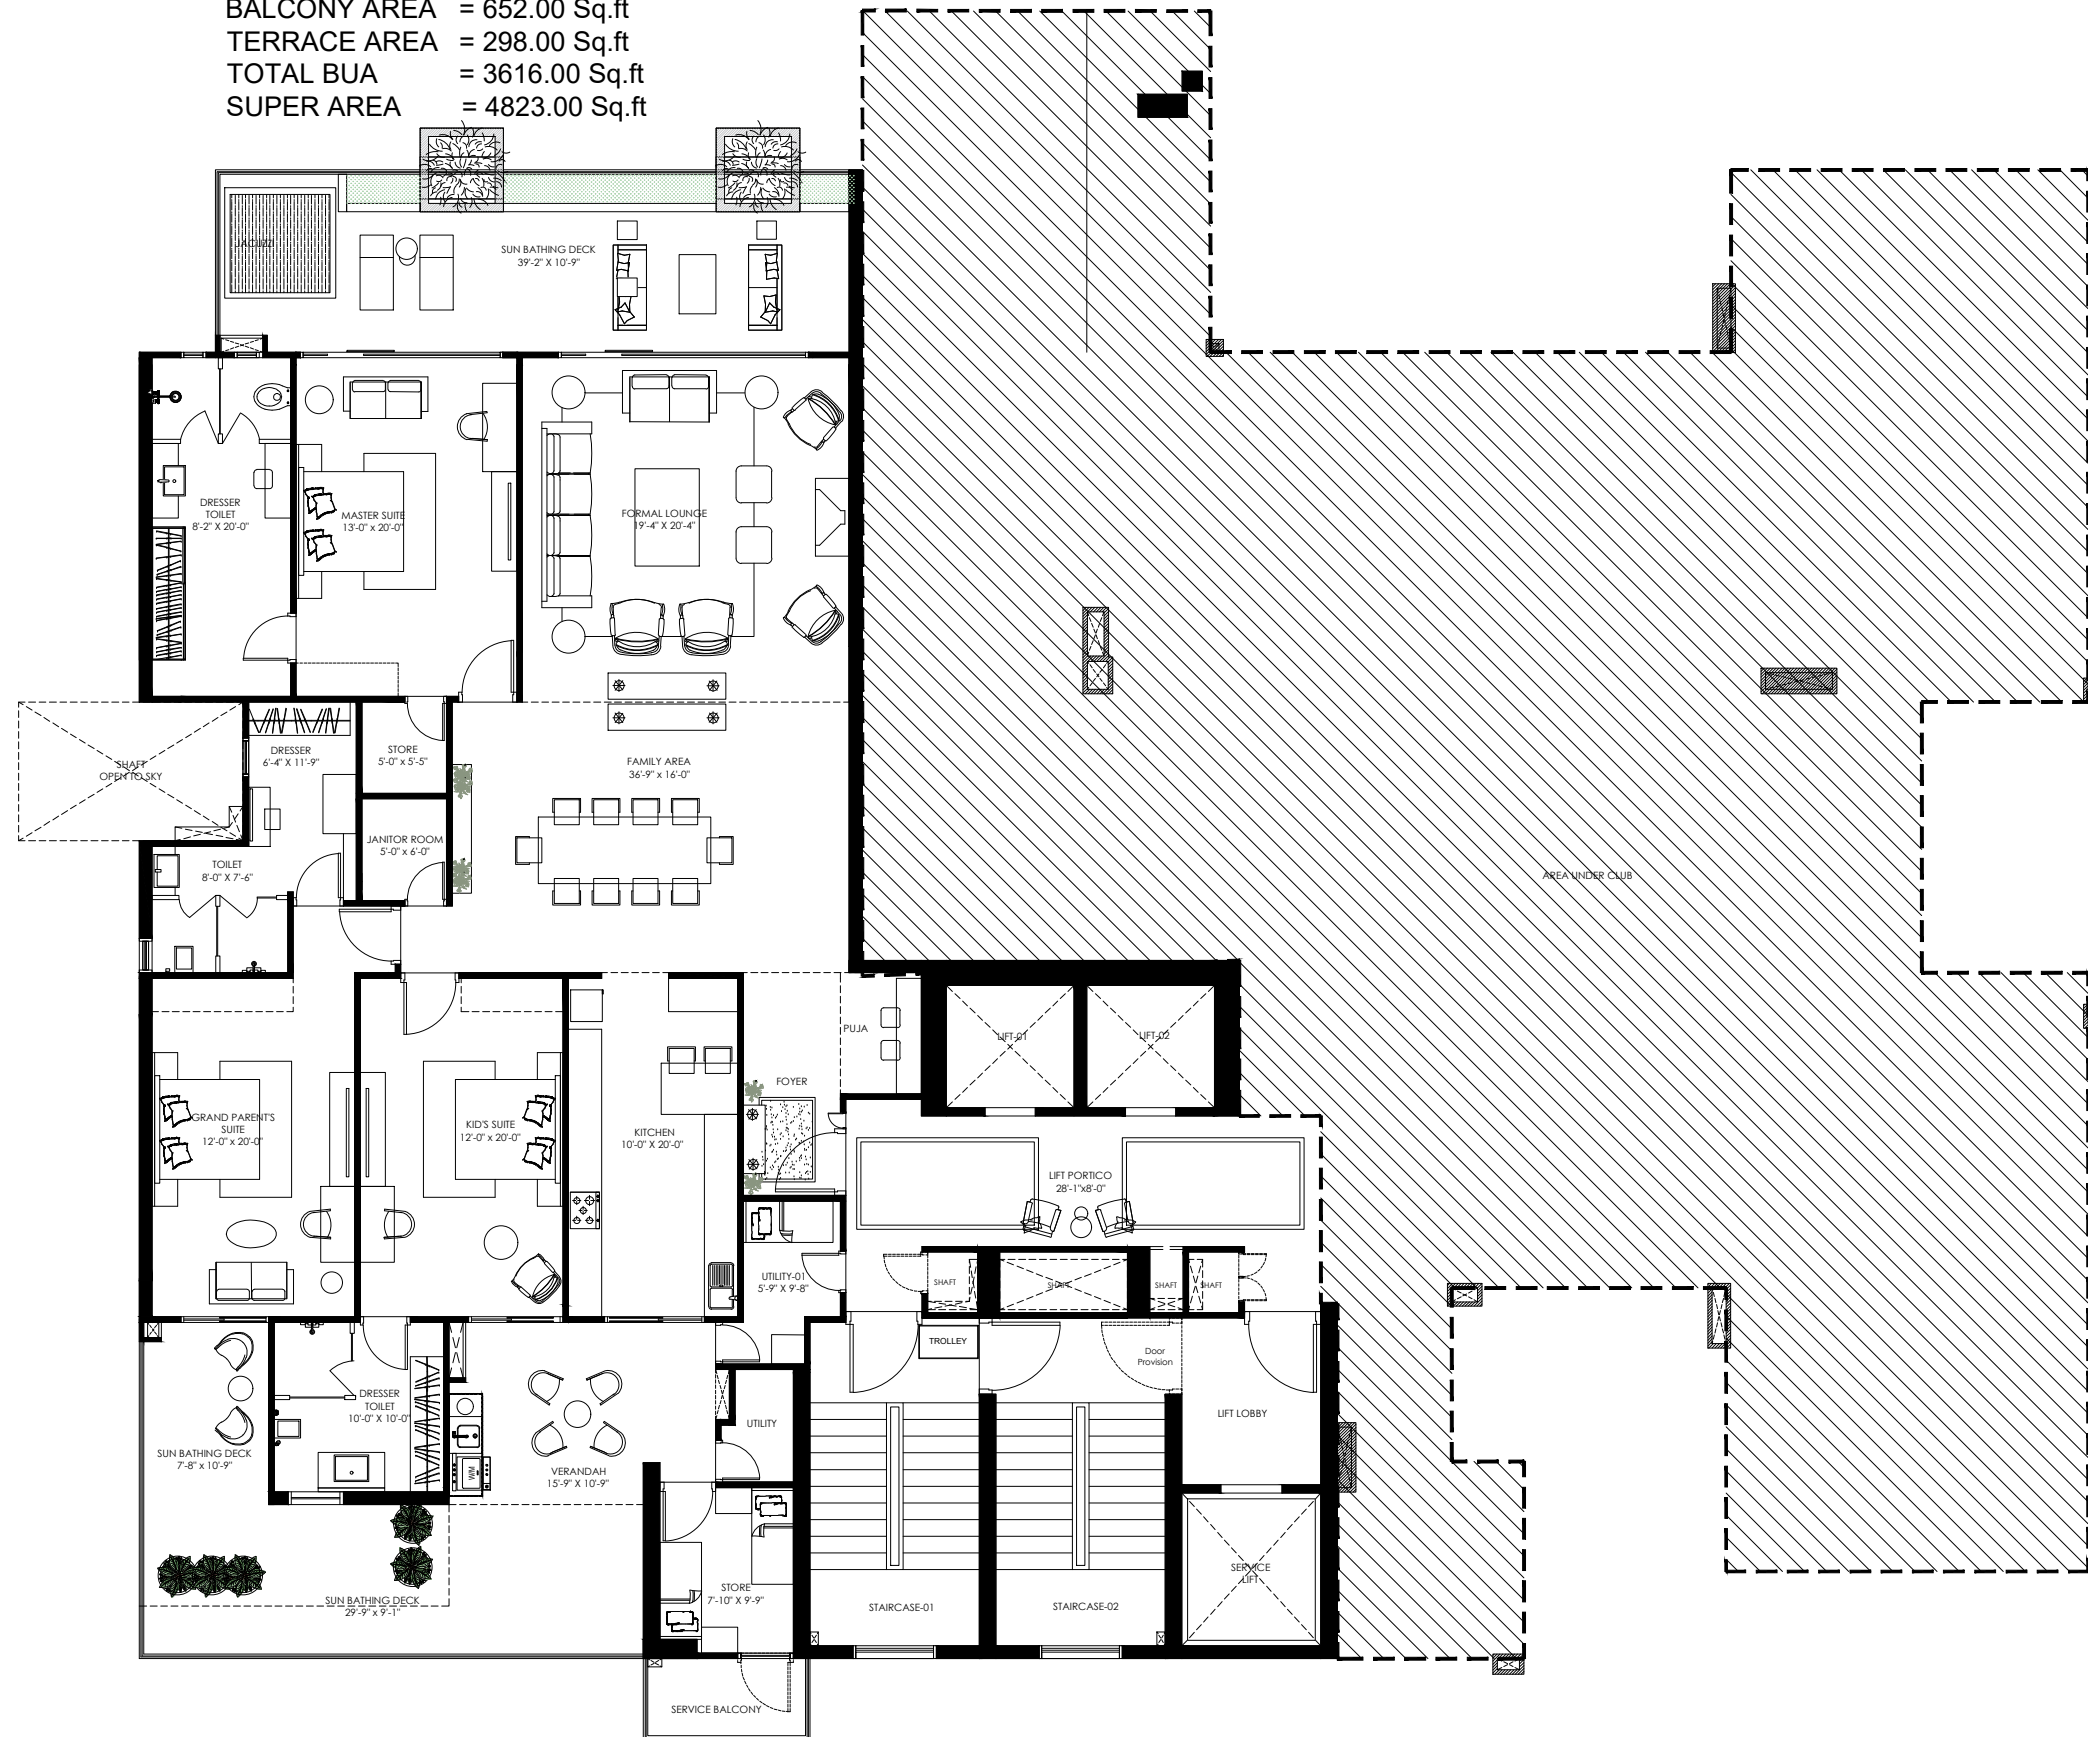 BALCONY AREA = 652.00 Sq.ft
TERRACE AREA = 298.00 Sq.ft
TOTAL BUA = 3616.00 Sq.ft
SUPER AREA = 4823.00 Sq.ft
JACUZZI
SUN BATHING DECK
39'-2" X 10'-9"
DRESSER
TOILET
8'-2" X 20'-0"
MASTER SUITE
13'-0" x 20'-0"
FORMAL LOUNGE
19'-4" X 20'-4"
SHAFT
OPEN TO SKY
DRESSER
6'-4" X 11'-9"
STORE
5'-0" x 5'-5"
FAMILY AREA
36'-9" x 16'-0"
JANITOR ROOM
5'-0" x 6'-0"
TOILET
8'-0" X 7'-6"
AREA UNDER CLUB
PUJA
LIFT-01
LIFT-02
FOYER
GRAND PARENT'S
SUITE
12'-0" x 20'-0"
KID'S SUITE
12'-0" x 20'-0"
KITCHEN
10'-0" X 20'-0"
LIFT PORTICO
28'-1"x8'-0"
UTILITY-01
5'-9" X 9'-8"
SHAFT
SHAFT
SHAFT
SHAFT
TROLLEY
Door
Provision
DRESSER
TOILET
10'-0" X 10'-0"
UTILITY
LIFT LOBBY
SUN BATHING DECK
7'-8" x 10'-9"
W/M
VERANDAH
15'-9" X 10'-9"
SERVICE
LIFT
STORE
7'-10" X 9'-9"
SUN BATHING DECK
29'-9" x 9'-1"
STAIRCASE-01
STAIRCASE-02
SERVICE BALCONY